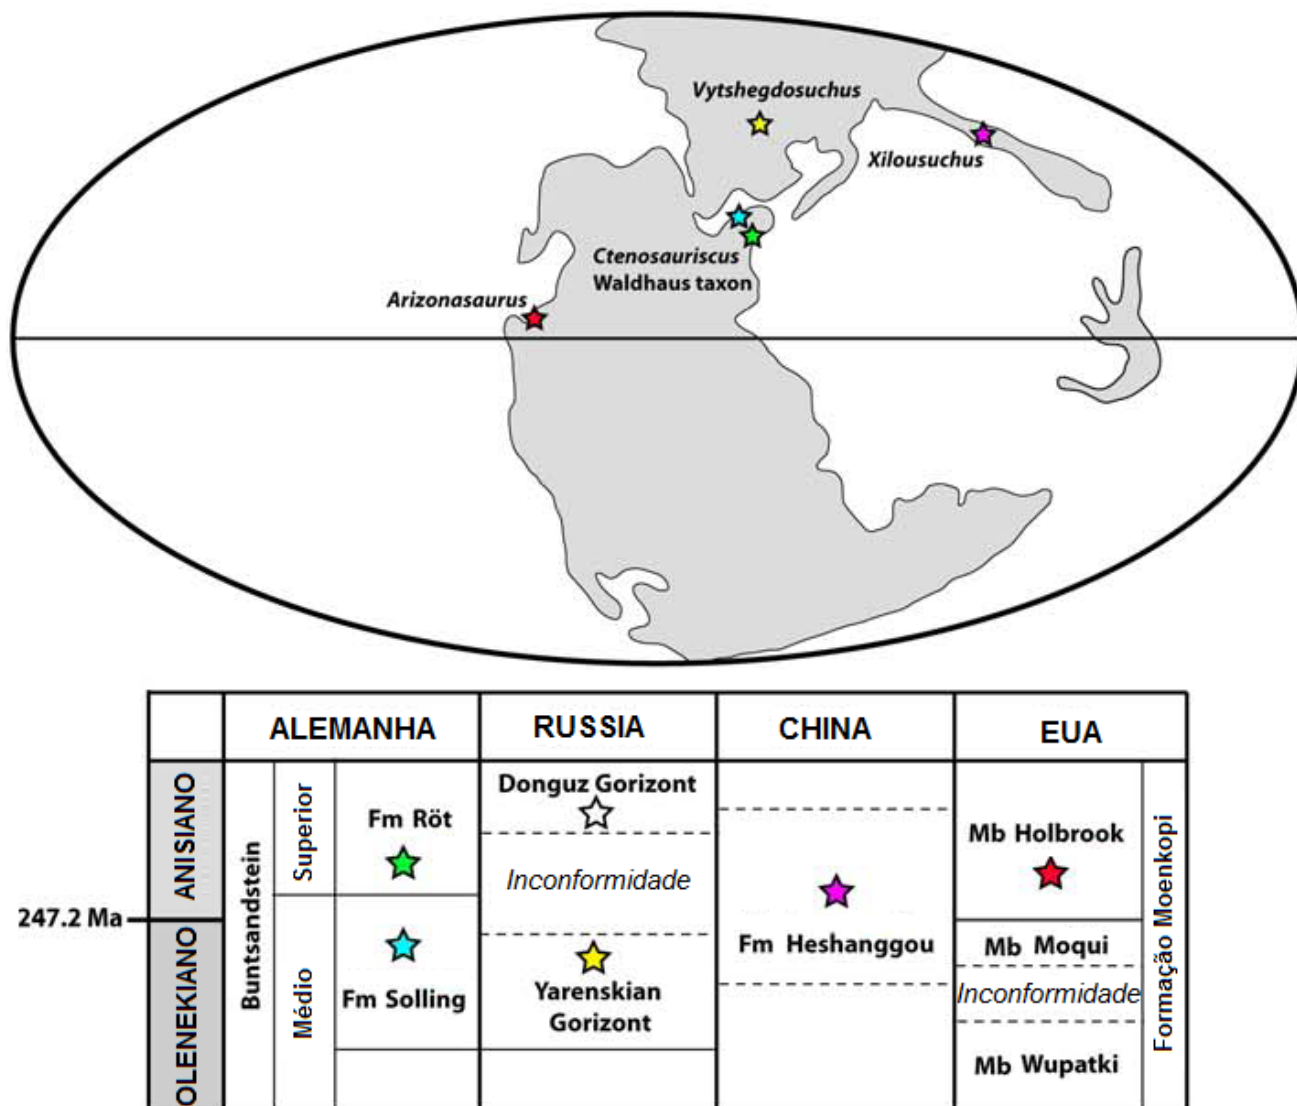 Vytshegdosuchus
Xilousuchus
Ctenosauriscus
Waldhaus taxon
Arizonasaurus
ALEMANHA
RUSSIA
CHINA
EUA
ANISIANO
OLENEKIANO
247.2 Ma
Buntsandstein
Superior
Médio
Fm Röt
Fm Solling
Donguz Gorizont
Inconformidade
Yarenskian
Gorizont
Fm Heshanggou
Mb Holbrook
Mb Moqui
Inconformidade
Mb Wupatki
Formação Moenkopi